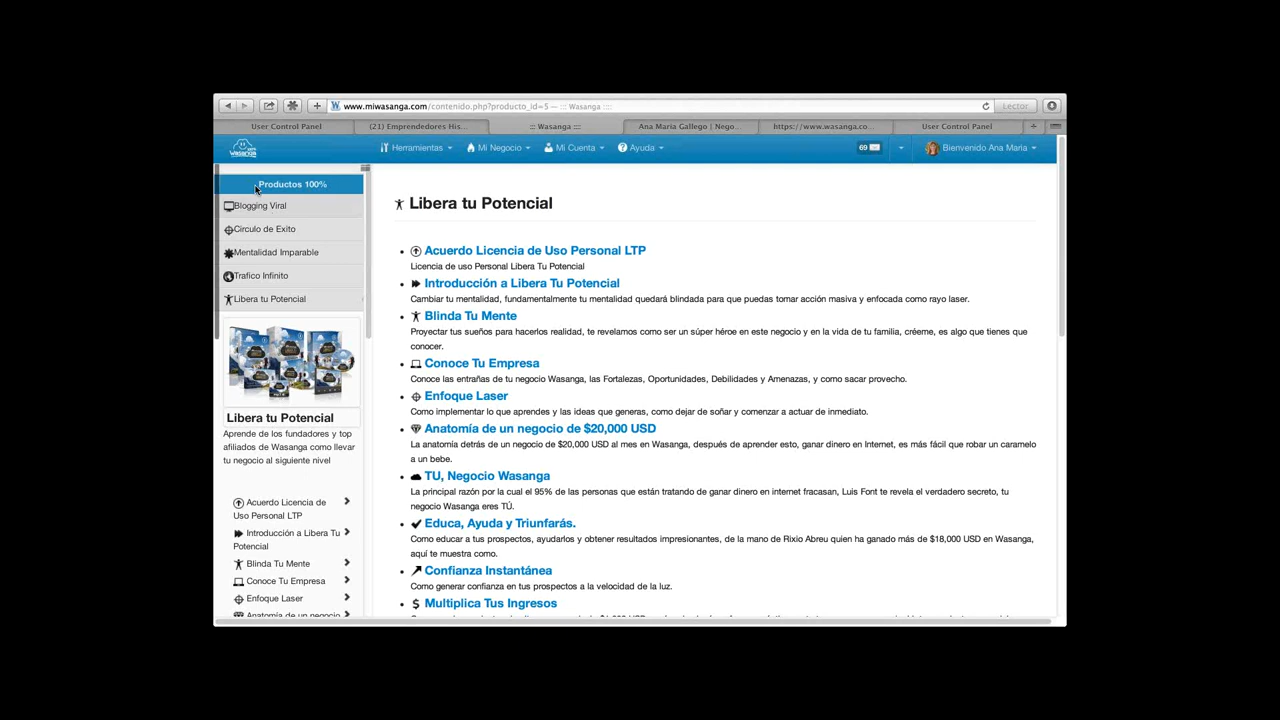 www.miwasanga.com/contenido.php?producto_id=5 — ::: Wasanga ::::
Lector
User Control Panel
(21) Emprendedores His...
::: Wasanga ::::
Ana Maria Gallego | Nego...
https://www.wasanga.co...
User Control Panel
wasanga
Herramientas
Mi Negocio
Mi Cuenta
Ayuda
69
Bienvenido Ana Maria
Productos 100%
Blogging Viral
Circulo de Exito
Mentalidad Imparable
Trafico Infinito
Libera tu Potencial
Libera tu Potencial
Aprende de los fundadores y top
afiliados de Wasanga como llevar
tu negocio al siguiente nivel
Acuerdo Licencia de
Uso Personal LTP
Introducción a Libera Tu
Potencial
Blinda Tu Mente
Conoce Tu Empresa
Enfoque Laser
Anatomía de un negocio
Libera tu Potencial
Acuerdo Licencia de Uso Personal LTP
Licencia de uso Personal Libera Tu Potencial
Introducción a Libera Tu Potencial
Cambiar tu mentalidad, fundamentalmente tu mentalidad quedará blindada para que puedas tomar acción masiva y enfocada como rayo laser.
Blinda Tu Mente
Proyectar tus sueños para hacerlos realidad, te revelamos como ser un súper héroe en este negocio y en la vida de tu familia, créeme, es algo que tienes que
conocer.
Conoce Tu Empresa
Conoce las entrañas de tu negocio Wasanga, las Fortalezas, Oportunidades, Debilidades y Amenazas, y como sacar provecho.
Enfoque Laser
Como implementar lo que aprendes y las ideas que generas, como dejar de soñar y comenzar a actuar de inmediato.
Anatomía de un negocio de $20,000 USD
La anatomía detrás de un negocio de $20,000 USD al mes en Wasanga, después de aprender esto, ganar dinero en Internet, es más fácil que robar un caramelo
a un bebe.
TU, Negocio Wasanga
La principal razón por la cual el 95% de las personas que están tratando de ganar dinero en internet fracasan, Luis Font te revela el verdadero secreto, tu
negocio Wasanga eres TÚ.
Educa, Ayuda y Triunfarás.
Como educar a tus prospectos, ayudarlos y obtener resultados impresionantes, de la mano de Rixio Abreu quien ha ganado más de $18,000 USD en Wasanga,
aquí te muestra como.
Confianza Instantánea
Como generar confianza en tus prospectos a la velocidad de la luz.
Multiplica Tus Ingresos